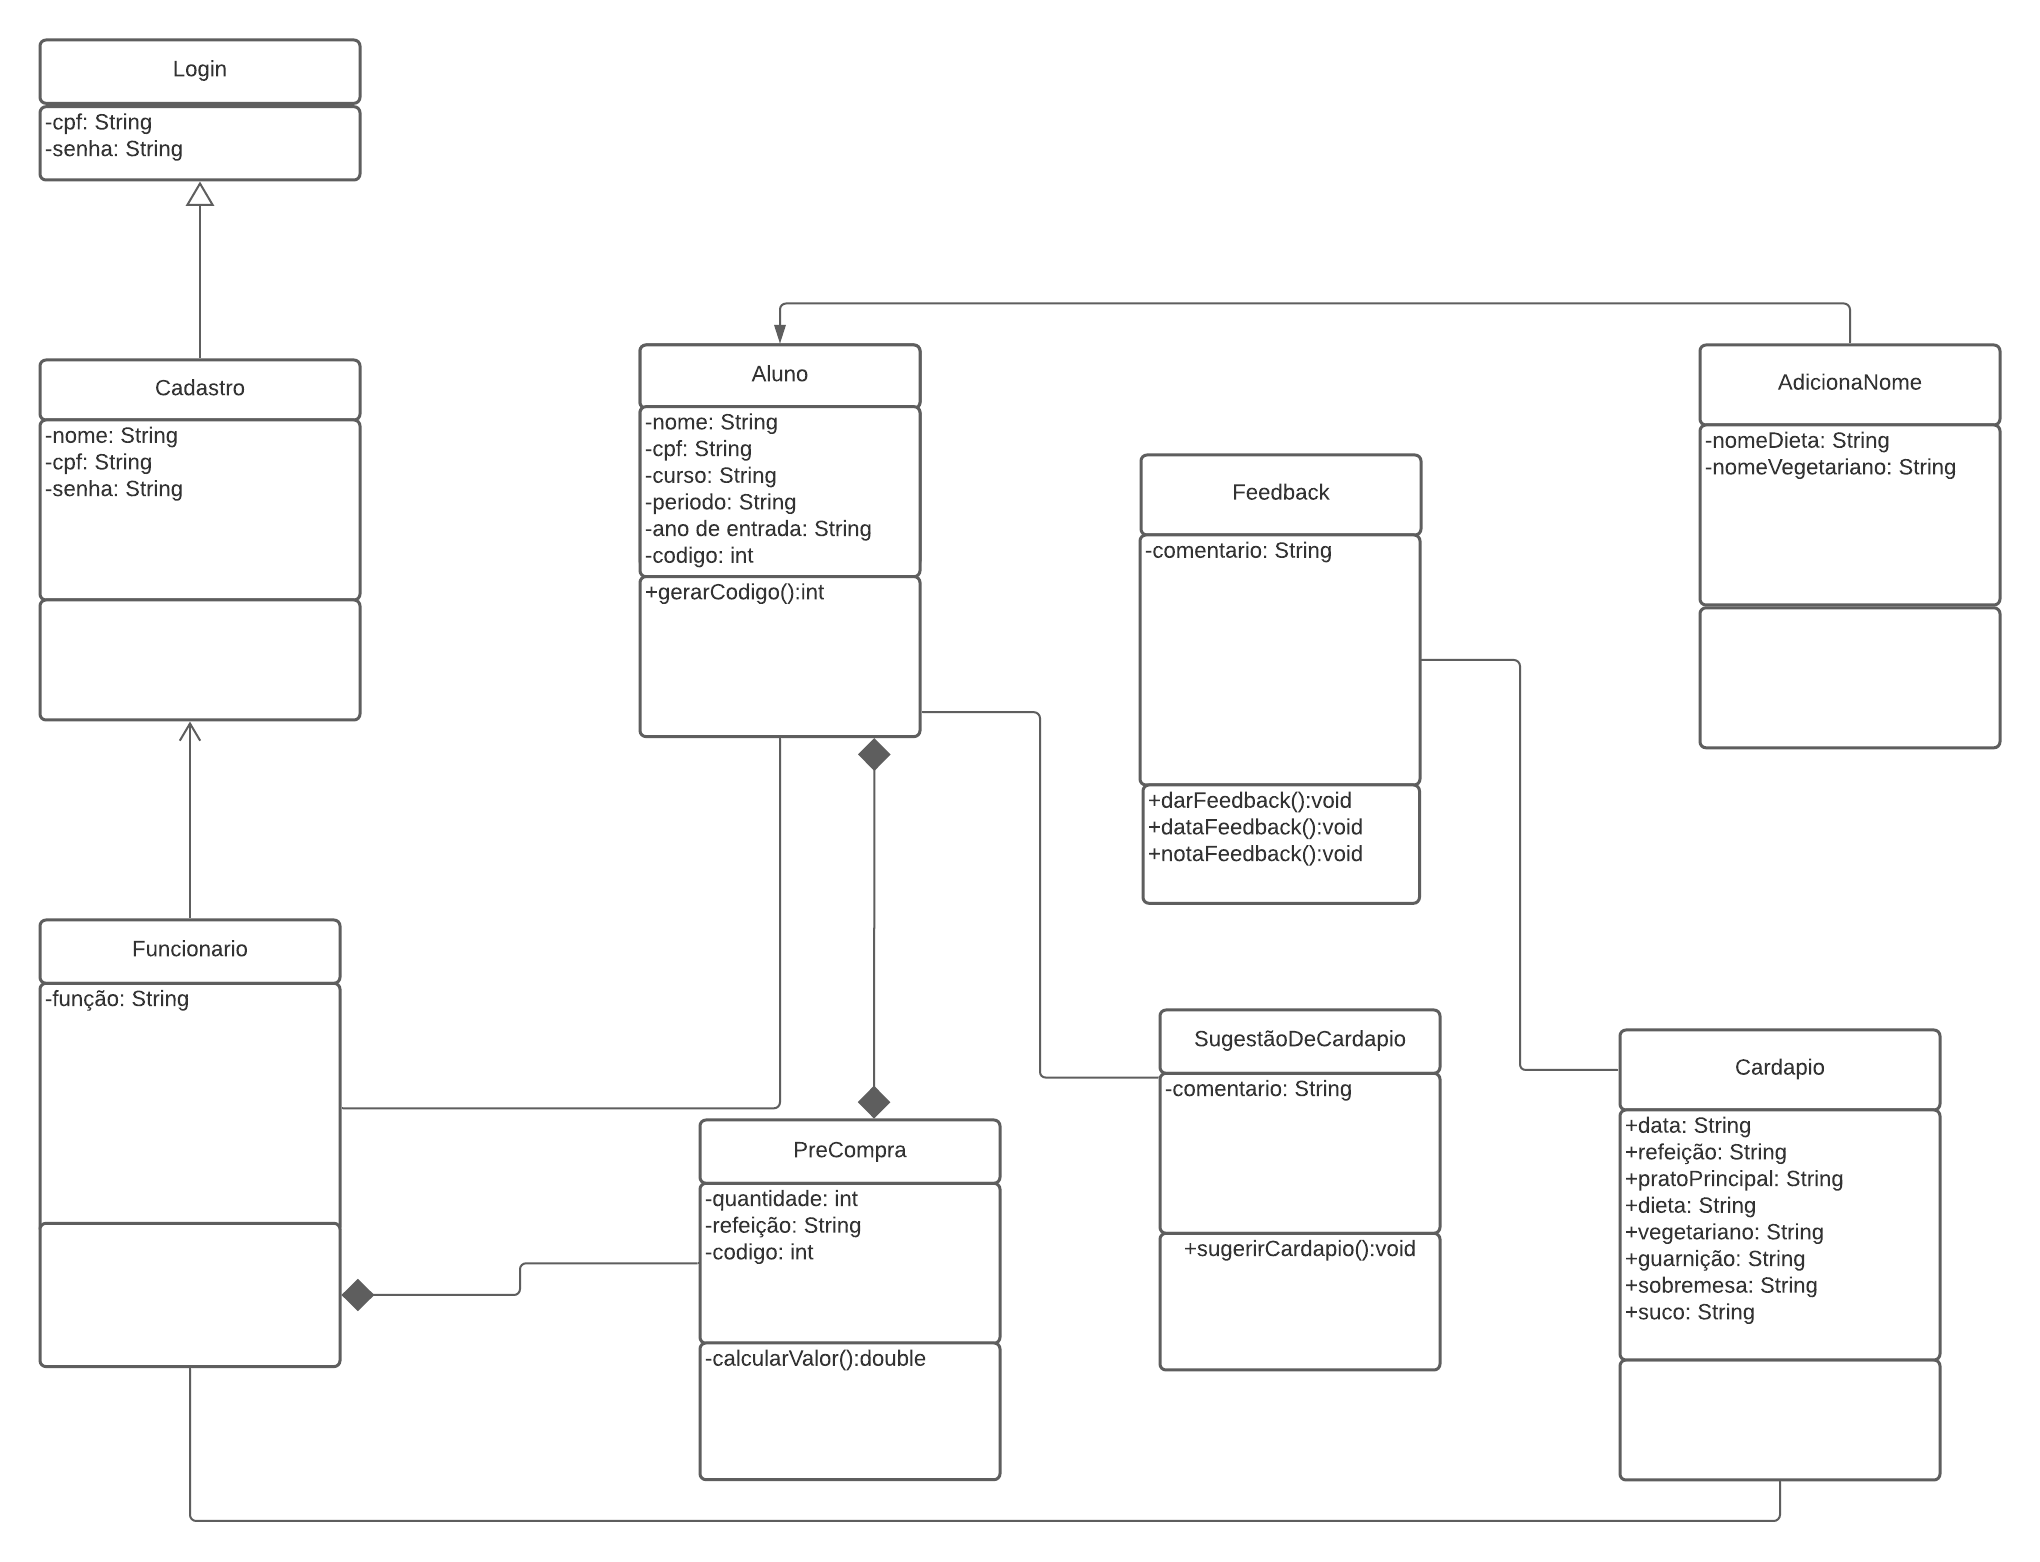 Login
-cpf: String
-senha: String
Cadastro
-nome: String
-cpf: String
-senha: String
Funcionario
-função: String
Aluno
-nome: String
-cpf: String
-curso: String
-periodo: String
-ano de entrada: String
-codigo: int
+gerarCodigo():int
PreCompra
-quantidade: int
-refeição: String
-codigo: int
-calcularValor():double
Feedback
-comentario: String
+darFeedback():void
+dataFeedback():void
+notaFeedback():void
SugestãoDeCardapio
-comentario: String
+sugerirCardapio():void
AdicionaNome
-nomeDieta: String
-nomeVegetariano: String
Cardapio
+data: String
+refeição: String
+pratoPrincipal: String
+dieta: String
+vegetariano: String
+guarnição: String
+sobremesa: String
+suco: String